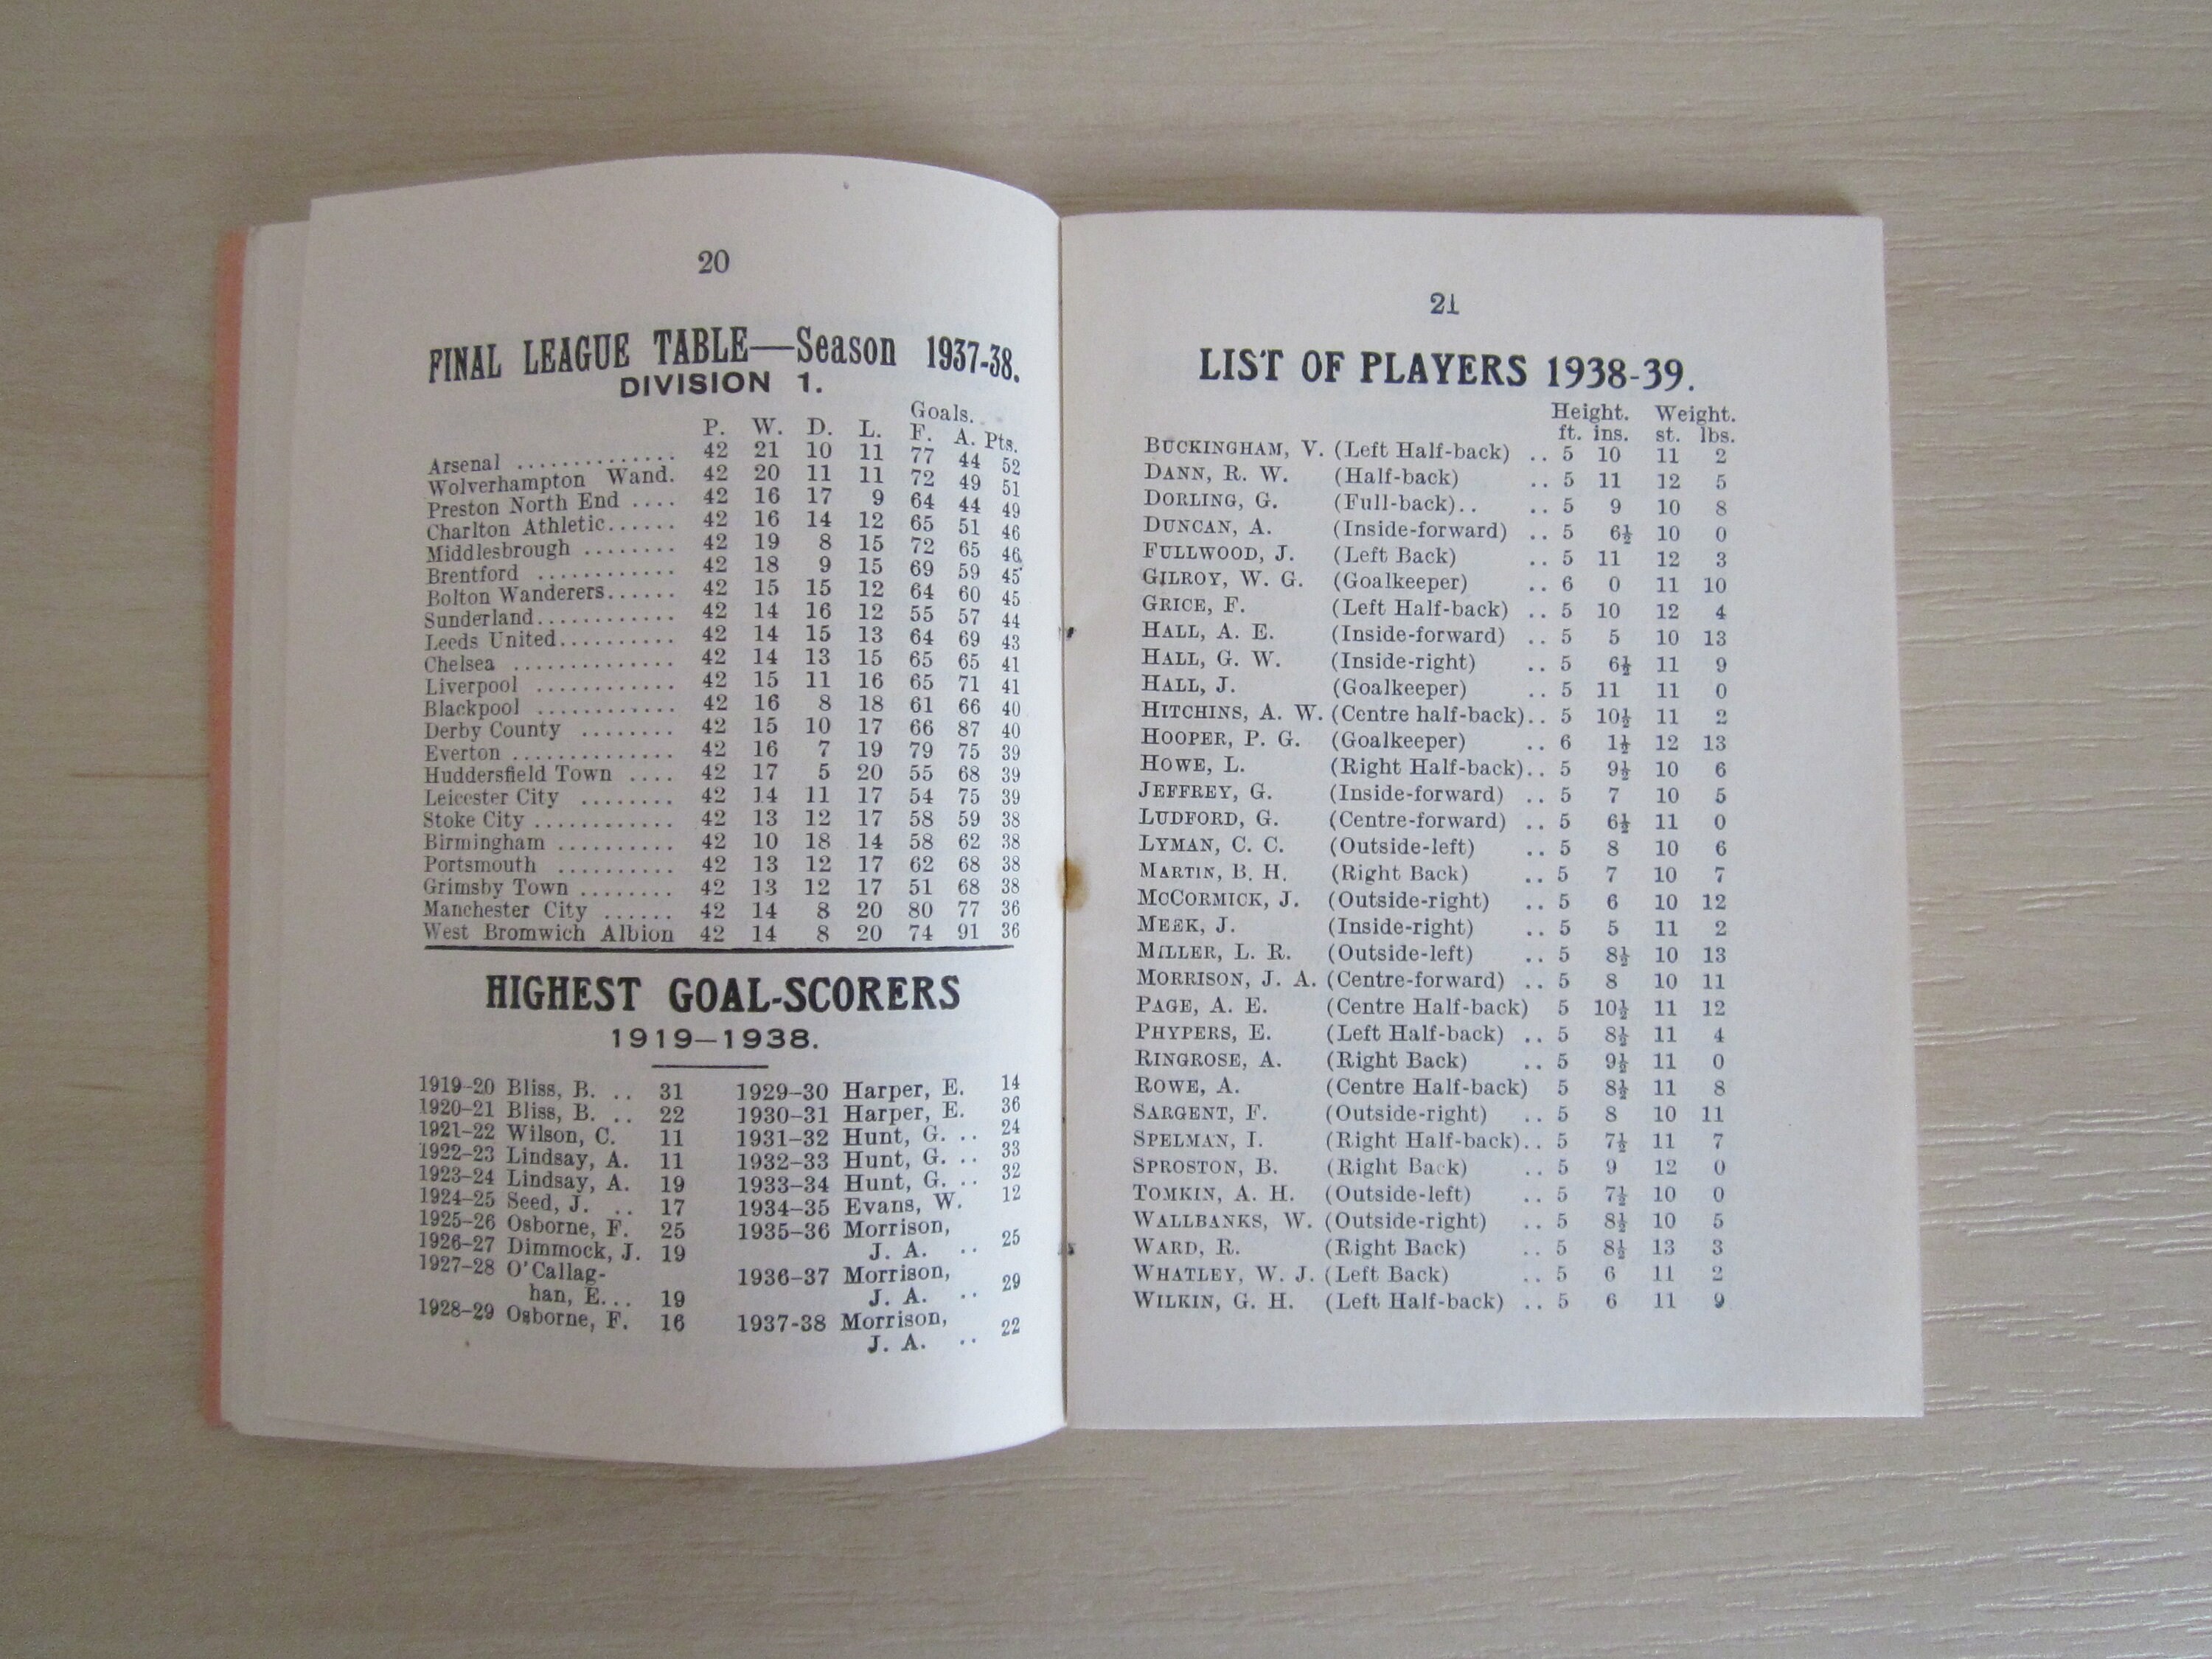 20
FINAL LEAGUE TABLE—Season 1937-38.
DIVISION 1.
Goals.
P. W. D. L. F. A. Pts.
Arsenal .............. 42 21 10 11 77 44 52
Wolverhampton Wand. 42 20 11 11 72 49 51
Preston North End .... 42 16 17 9 64 44 49
Charlton Athletic...... 42 16 14 12 65 51 46
Middlesbrough ........ 42 19 8 15 72 65 46
Brentford ............ 42 18 9 15 69 59 45
Bolton Wanderers...... 42 15 15 12 64 60 45
Sunderland............ 42 14 16 12 55 57 44
Leeds United.......... 42 14 15 13 64 69 43
Chelsea .............. 42 14 13 15 65 65 41
Liverpool ............ 42 15 11 16 65 71 41
Blackpool ............ 42 16 8 18 61 66 40
Derby County ........ 42 15 10 17 66 87 40
Everton .............. 42 16 7 19 79 75 39
Huddersfield Town .... 42 17 5 20 55 68 39
Leicester City ........ 42 14 11 17 54 75 39
Stoke City ............ 42 13 12 17 58 59 38
Birmingham .......... 42 10 18 14 58 62 38
Portsmouth .......... 42 13 12 17 62 68 38
Grimsby Town ........ 42 13 12 17 51 68 38
Manchester City ...... 42 14 8 20 80 77 36
West Bromwich Albion 42 14 8 20 74 91 36
HIGHEST GOAL-SCORERS
1919—1938.
1919-20 Bliss, B. .. 31
1920-21 Bliss, B. .. 22
1921-22 Wilson, C. 11
1922-23 Lindsay, A. 11
1923-24 Lindsay, A. 19
1924-25 Seed, J. .. 17
1925-26 Osborne, F. 25
1926-27 Dimmock, J. 19
1927-28 O'Callag-
han, E... 19
1928-29 Osborne, F. 16
1929-30 Harper, E. 14
1930-31 Harper, E. 36
1931-32 Hunt, G. .. 24
1932-33 Hunt, G. .. 33
1933-34 Hunt, G. .. 32
1934-35 Evans, W. 12
1935-36 Morrison,
J. A. .. 25
1936-37 Morrison,
J. A. .. 29
1937-38 Morrison,
J. A. .. 22
21
LIST OF PLAYERS 1938-39.
Height. Weight.
ft. ins. st. lbs.
BUCKINGHAM, V. (Left Half-back) .. 5 10 11 2
DANN, R. W. (Half-back) .. 5 11 12 5
DORLING, G. (Full-back).. .. 5 9 10 8
DUNCAN, A. (Inside-forward) .. 5 6½ 10 0
FULLWOOD, J. (Left Back) .. 5 11 12 3
GILROY, W. G. (Goalkeeper) .. 6 0 11 10
GRICE, F. (Left Half-back) .. 5 10 12 4
HALL, A. E. (Inside-forward) .. 5 5 10 13
HALL, G. W. (Inside-right) .. 5 6½ 11 9
HALL, J. (Goalkeeper) .. 5 11 11 0
HITCHINS, A. W. (Centre half-back).. 5 10½ 11 2
HOOPER, P. G. (Goalkeeper) .. 6 1½ 12 13
HOWE, L. (Right Half-back).. 5 9½ 10 6
JEFFREY, G. (Inside-forward) .. 5 7 10 5
LUDFORD, G. (Centre-forward) .. 5 6½ 11 0
LYMAN, C. C. (Outside-left) .. 5 8 10 6
MARTIN, B. H. (Right Back) .. 5 7 10 7
MCCORMICK, J. (Outside-right) .. 5 6 10 12
MEEK, J. (Inside-right) .. 5 5 11 2
MILLER, L. R. (Outside-left) .. 5 8½ 10 13
MORRISON, J. A. (Centre-forward) .. 5 8 10 11
PAGE, A. E. (Centre Half-back) 5 10½ 11 12
PHYPERS, E. (Left Half-back) .. 5 8½ 11 4
RINGROSE, A. (Right Back) .. 5 9½ 11 0
ROWE, A. (Centre Half-back) 5 8½ 11 8
SARGENT, F. (Outside-right) .. 5 8 10 11
SPELMAN, I. (Right Half-back).. 5 7½ 11 7
SPROSTON, B. (Right Back) .. 5 9 12 0
TOMKIN, A. H. (Outside-left) .. 5 7½ 10 0
WALLBANKS, W. (Outside-right) .. 5 8½ 10 5
WARD, R. (Right Back) .. 5 8½ 13 3
WHATLEY, W. J. (Left Back) .. 5 6 11 2
WILKIN, G. H. (Left Half-back) .. 5 6 11 9